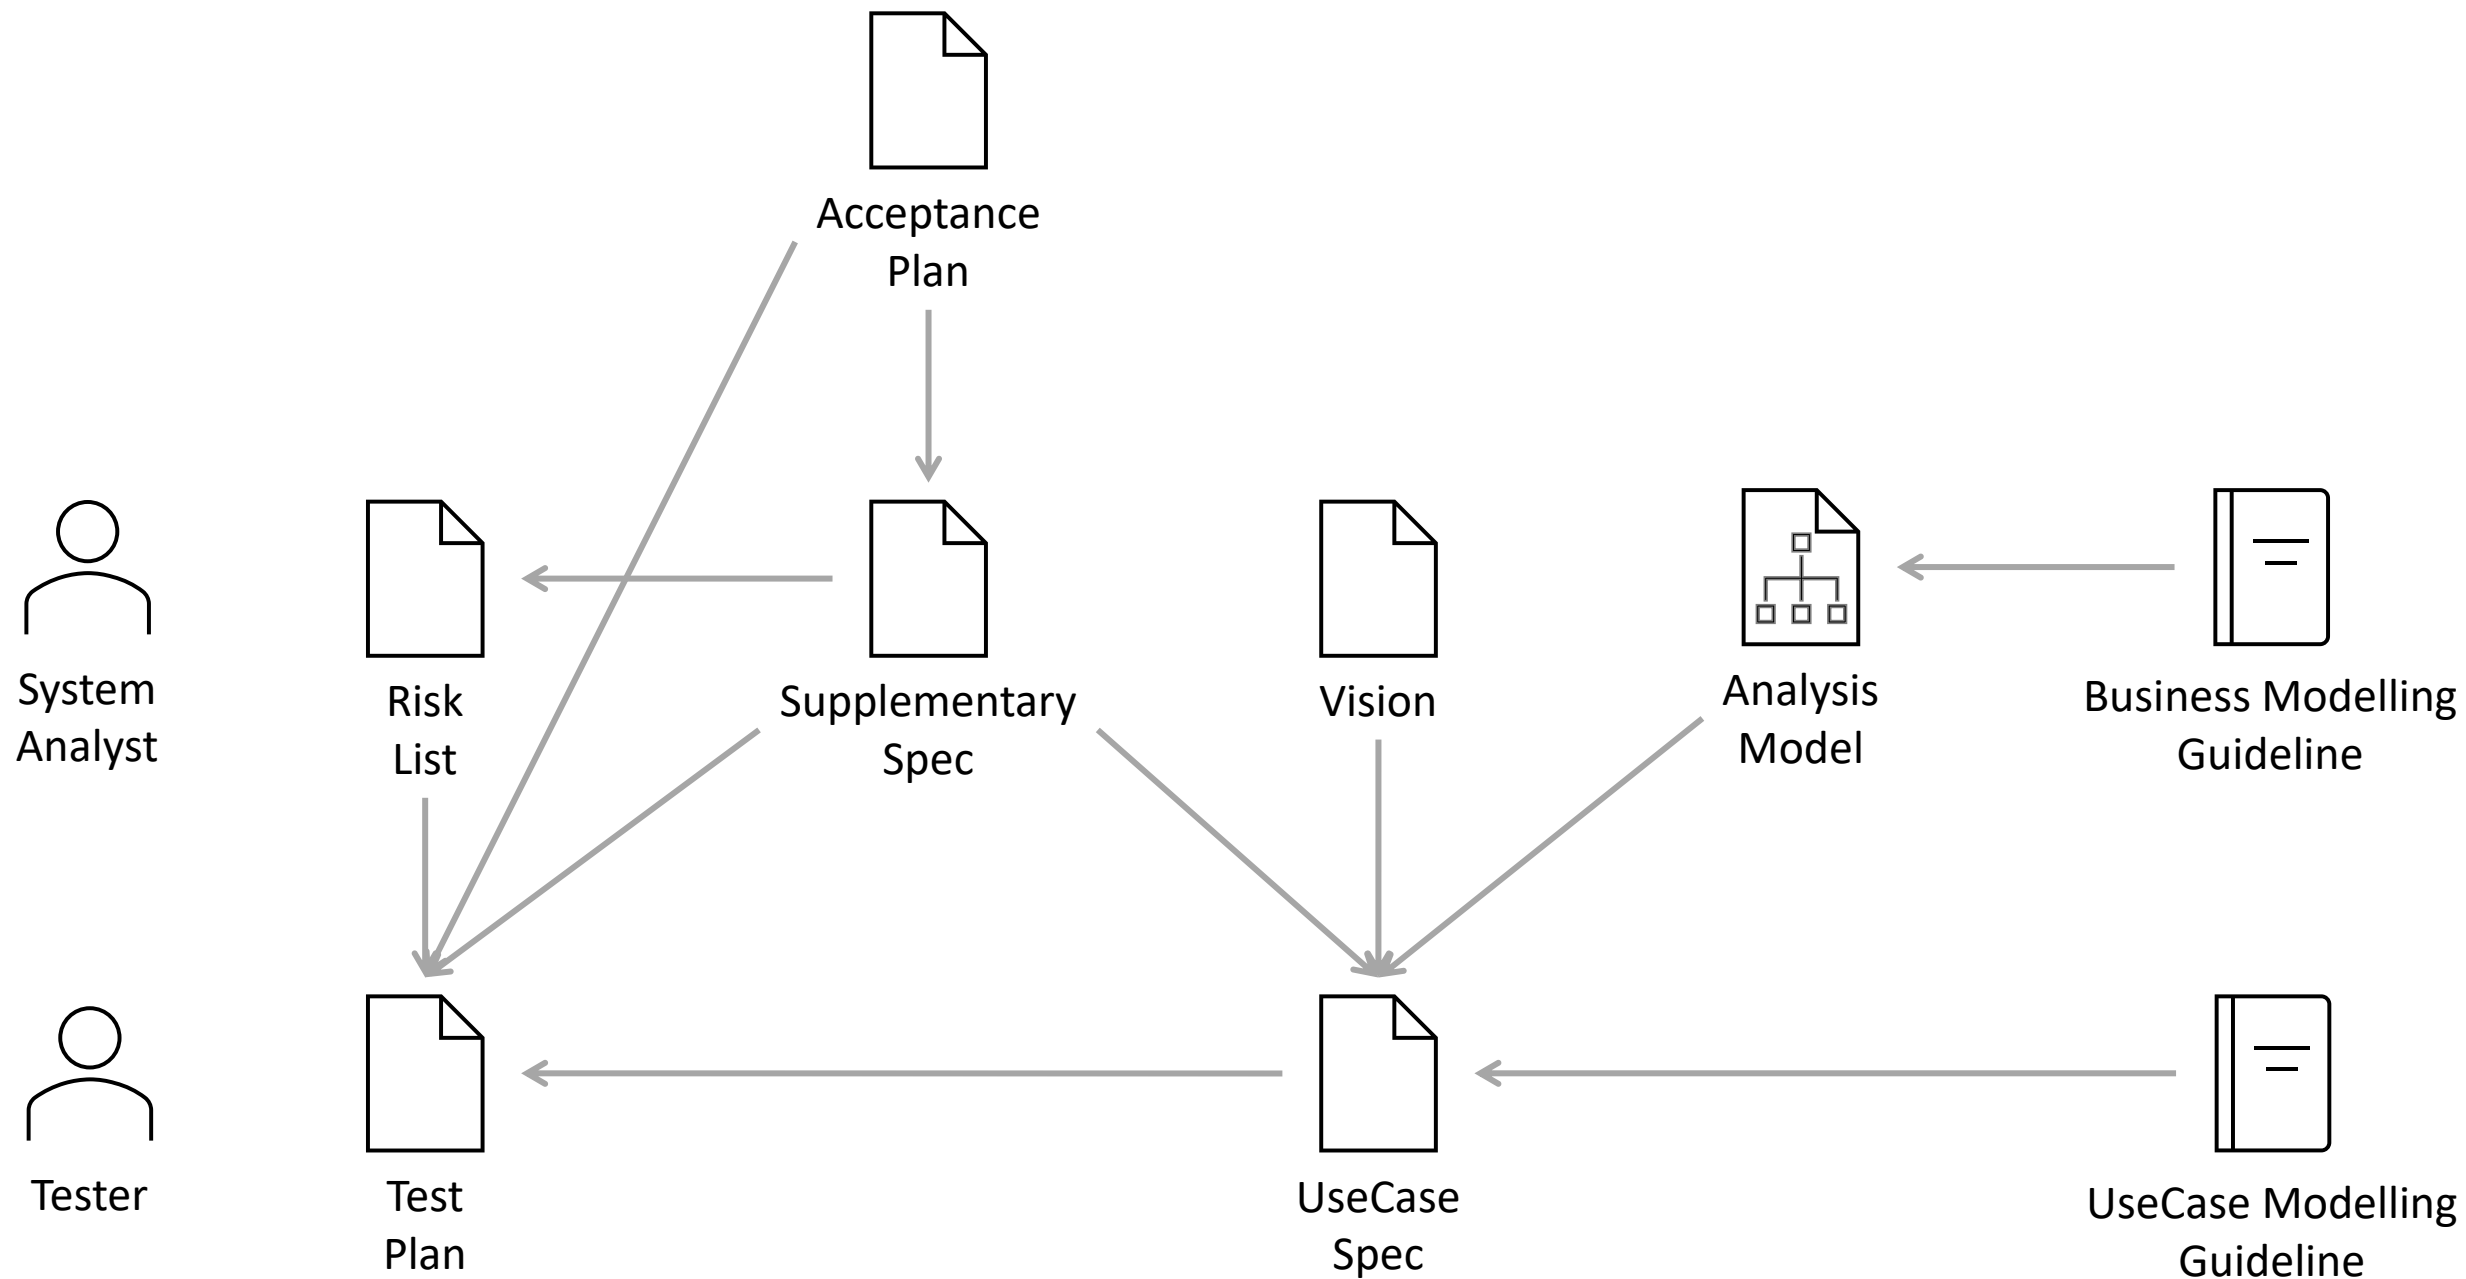 Acceptance
Plan
System
Analyst
Risk
List
Supplementary
Spec
Vision
Analysis
Model
Business Modelling
Guideline
Tester
Test
Plan
UseCase
Spec
UseCase Modelling
Guideline